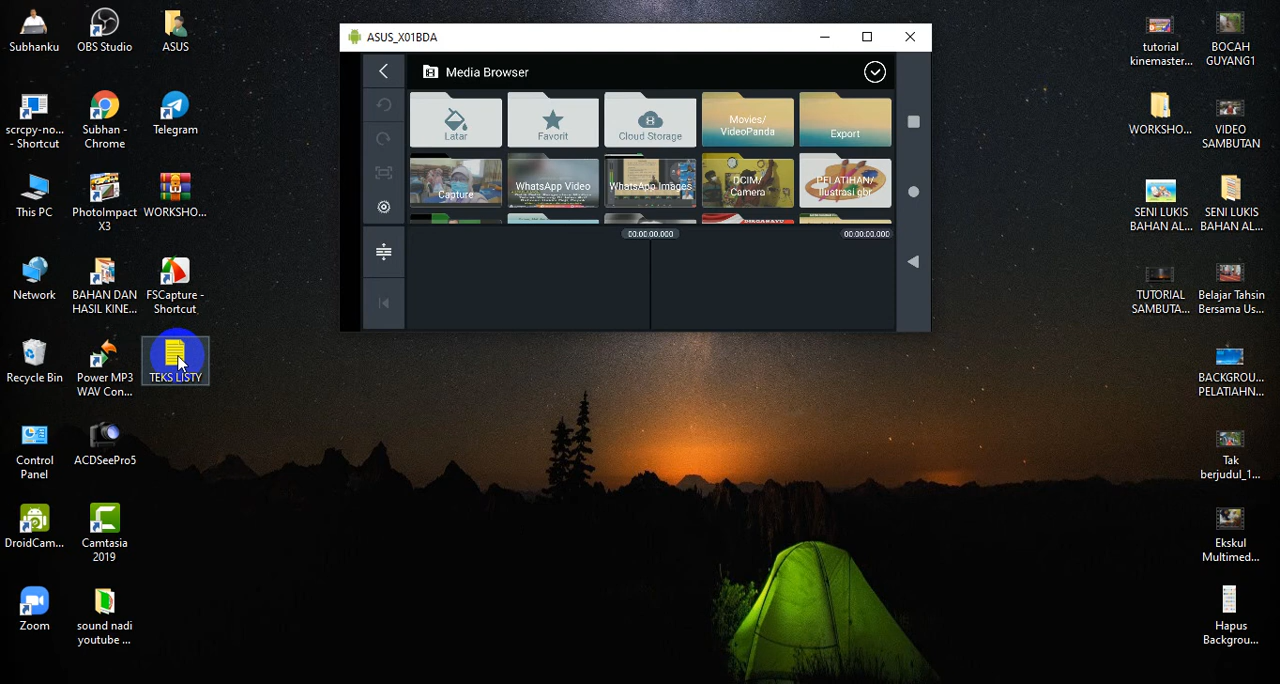 Subhanku
OBS Studio
ASUS
scrcpy-no...
- Shortcut
Subhan -
Chrome
Telegram
This PC
PhotoImpact
X3
WORKSHO...
Network
BAHAN DAN
HASIL KINE...
FSCapture -
Shortcut
Recycle Bin
Power MP3
WAV Con...
TEKS LISTY
Control
Panel
ACDSeePro5
DroidCam...
Camtasia
2019
Zoom
sound nadi
youtube ...
ASUS_X01BDA
Media Browser
Latar
Favorit
Cloud Storage
Movies/
VideoPanda
Export
Capture
WhatsApp Video
WhatsApp Images
DCIM/
Camera
PELATIHAN/
Ilustrasi gbr
00:00:00.000
00:00:00.000
tutorial
kinemaster...
BOCAH
GUYANG1
WORKSHO...
VIDEO
SAMBUTAN
SENI LUKIS
BAHAN AL...
SENI LUKIS
BAHAN AL...
TUTORIAL
SAMBUTA...
Belajar Tahsin
Bersama Us...
BACKGROU...
PELATIAHN...
Tak
berjudul_1...
Ekskul
Multimed...
Hapus
Backgrou...